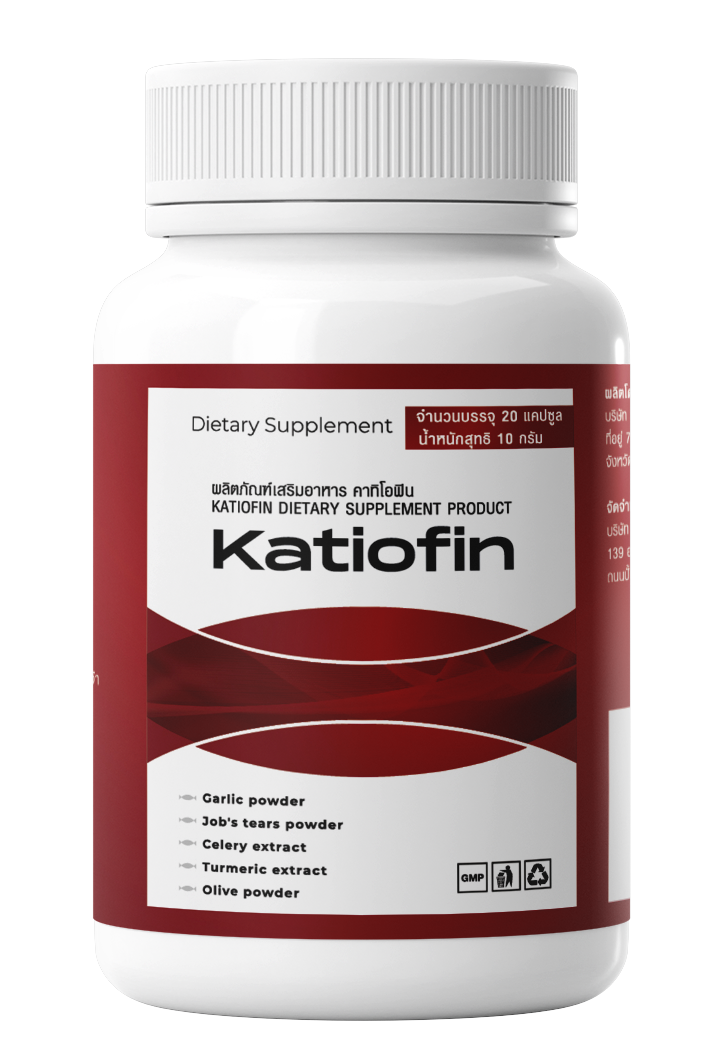 Dietary Supplement
จำนวนบรรจุ 20 แคปซูล
น้ำหนักสุทธิ 10 กรัม
ผลิตภัณฑ์เสริมอาหาร คาทิโอฟิน
KATIOFIN DIETARY SUPPLEMENT PRODUCT
Katiofin
Garlic powder
Job's tears powder
Celery extract
Turmeric extract
Olive powder
GMP
บริษัท
ที่อยู่ 7
บริษัท
139